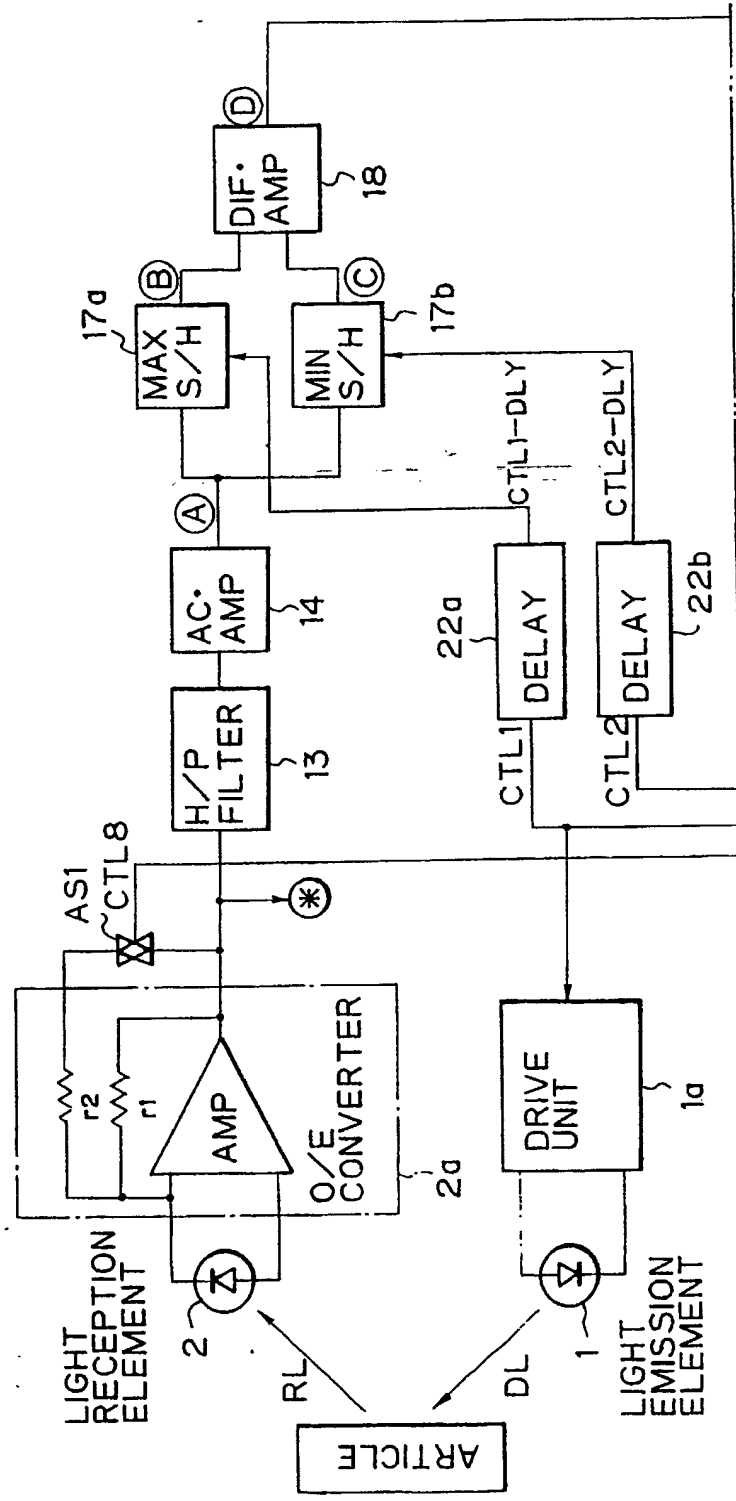 LIGHT
RECEPTION
ELEMENT
2
RL
ARTICLE
DL
1
LIGHT
EMISSION
ELEMENT
r2
r1
AMP
O/E
CONVERTER
2a
DRIVE
UNIT
1a
AS1
CTL8
*
H/P
FILTER
13
AC·
AMP
14
A
CTL1
DELAY
22a
CTL1-DLY
CTL2
DELAY
22b
CTL2-DLY
MAX
S/H
17a
B
MIN
S/H
17b
C
DIF·
AMP
18
D